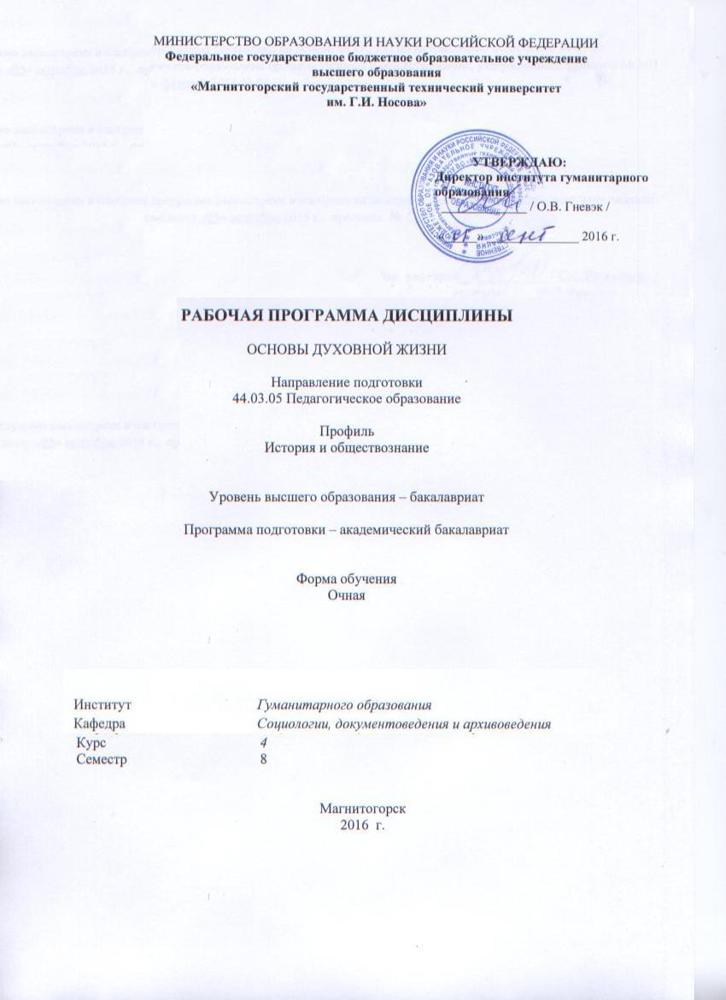 МИНИСТЕРСТВО ОБРАЗОВАНИЯ И НАУКИ РОССИЙСКОЙ ФЕДЕРАЦИИ
Федеральное государственное бюджетное образовательное учреждение
высшего образования
«Магнитогорский государственный технический университет
им. Г.И. Носова»
УТВЕРЖДАЮ:
Директор института гуманитарного
образования
/ О.В. Гневэк /
« » сент 2016 г.
РАБОЧАЯ ПРОГРАММА ДИСЦИПЛИНЫ
ОСНОВЫ ДУХОВНОЙ ЖИЗНИ
Направление подготовки
44.03.05 Педагогическое образование
Профиль
История и обществознание
Уровень высшего образования – бакалавриат
Программа подготовки – академический бакалавриат
Форма обучения
Очная
Институт Гуманитарного образования
Кафедра Социологии, документоведения и архивоведения
Курс 4
Семестр 8
Магнитогорск
2016 г.